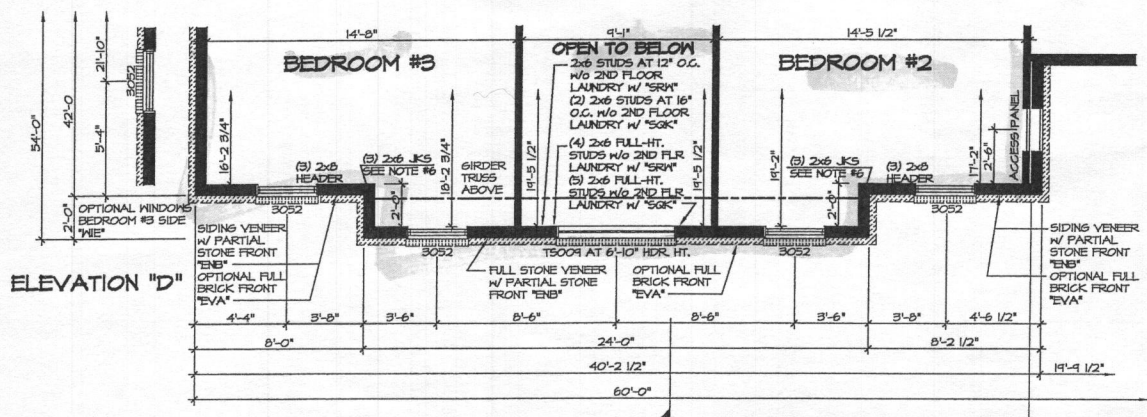 14'-8"
9'-1"
14'-5 1/2"
BEDROOM #3
OPEN TO BELOW
2x6 STUDS AT 12" O.C.
W/O 2ND FLOOR
LAUNDRY W/ "SRW"
(2) 2x6 STUDS AT 16"
O.C. W/O 2ND FLOOR
LAUNDRY W/ "SGK"
(4) 2x6 FULL-HT.
STUDS W/O 2ND FLR
LAUNDRY W/ "SRW"
(5) 2x6 FULL-HT.
STUDS W/O 2ND FLR
LAUNDRY W/ "SGK"
BEDROOM #2
54'-0"
42'-0
21'-10"
3052
5'-4"
2'-0"
OPTIONAL WINDOWS
BEDROOM #3 SIDE
"WIE"
16'-2 3/4"
(3) 2x8
HEADER
3052
(3) 2x6 JKS
SEE NOTE #6
2'-0"
18'-2 3/4"
GIRDER
TRUSS
ABOVE
19'-5 1/2"
19'-5 1/2"
19'-2"
(3) 2x6 JKS
SEE NOTE #6
2'-0"
(3) 2x8
HEADER
3052
17'-2"
2'-6"
ACCESS PANEL
3052
TS009 AT 6'-10" HDR. HT.
3052
SIDING VENEER
W/ PARTIAL
STONE FRONT
"ENB"
OPTIONAL FULL
BRICK FRONT
"EVA"
FULL STONE VENEER
W/ PARTIAL STONE
FRONT "ENB"
OPTIONAL FULL
BRICK FRONT
"EVA"
SIDING VENEER
W/ PARTIAL
STONE FRONT
"ENB"
OPTIONAL FULL
BRICK FRONT
"EVA"
ELEVATION "D"
4'-4"
3'-8"
3'-6"
8'-6"
8'-6"
3'-6"
3'-8"
4'-6 1/2"
8'-0"
24'-0"
8'-2 1/2"
40'-2 1/2"
19'-9 1/2"
60'-0"